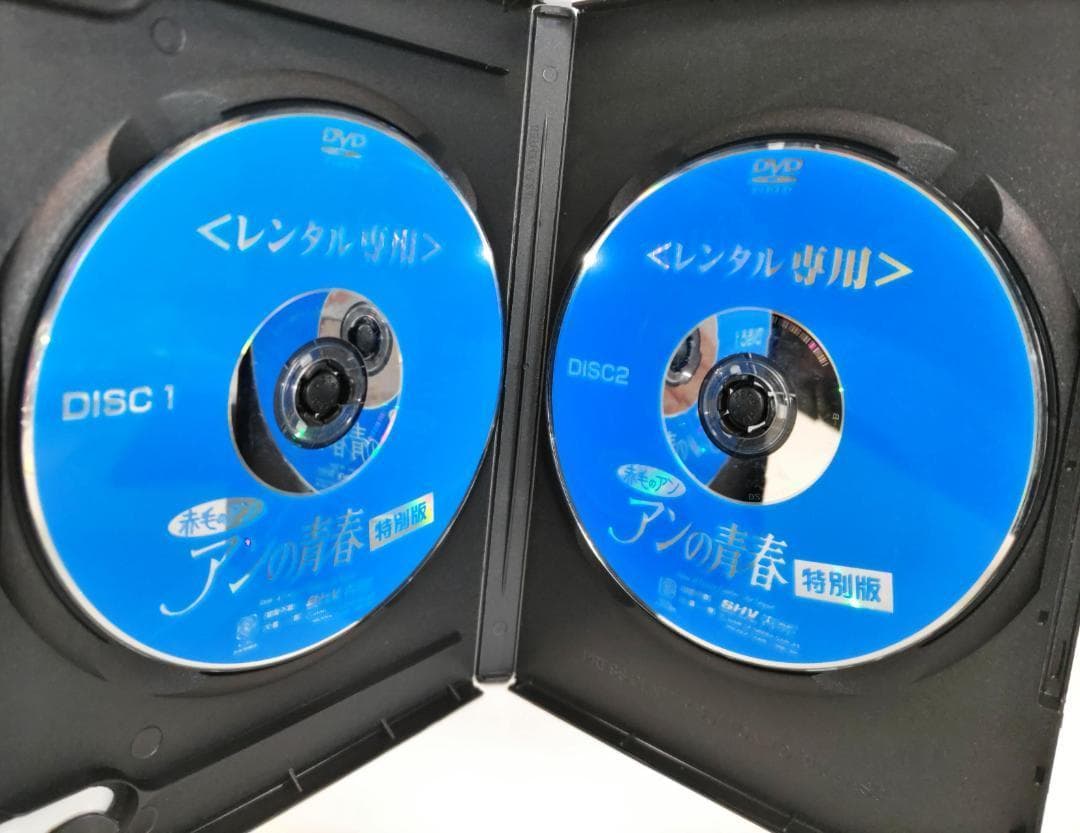 DVD
<レンタル専用>
DISC 1
赤毛のアン
アンの青春 特別版
DVD
<レンタル専用>
DISC2
赤毛のアン
アンの青春 特別版
SHV